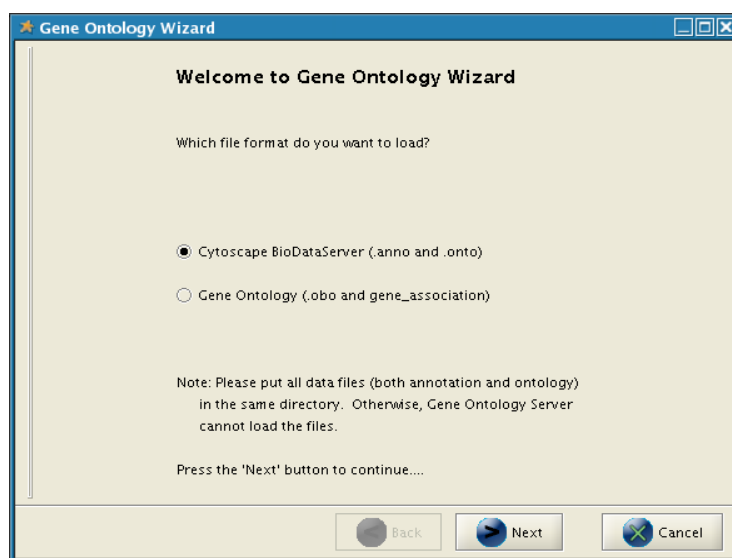 Gene Ontology Wizard
Welcome to Gene Ontology Wizard
Which file format do you want to load?
Cytoscape BioDataServer (.anno and .onto)
Gene Ontology (.obo and gene_association)
Note: Please put all data files (both annotation and ontology)
in the same directory. Otherwise, Gene Ontology Server
cannot load the files.
Press the 'Next' button to continue....
Back
Next
Cancel